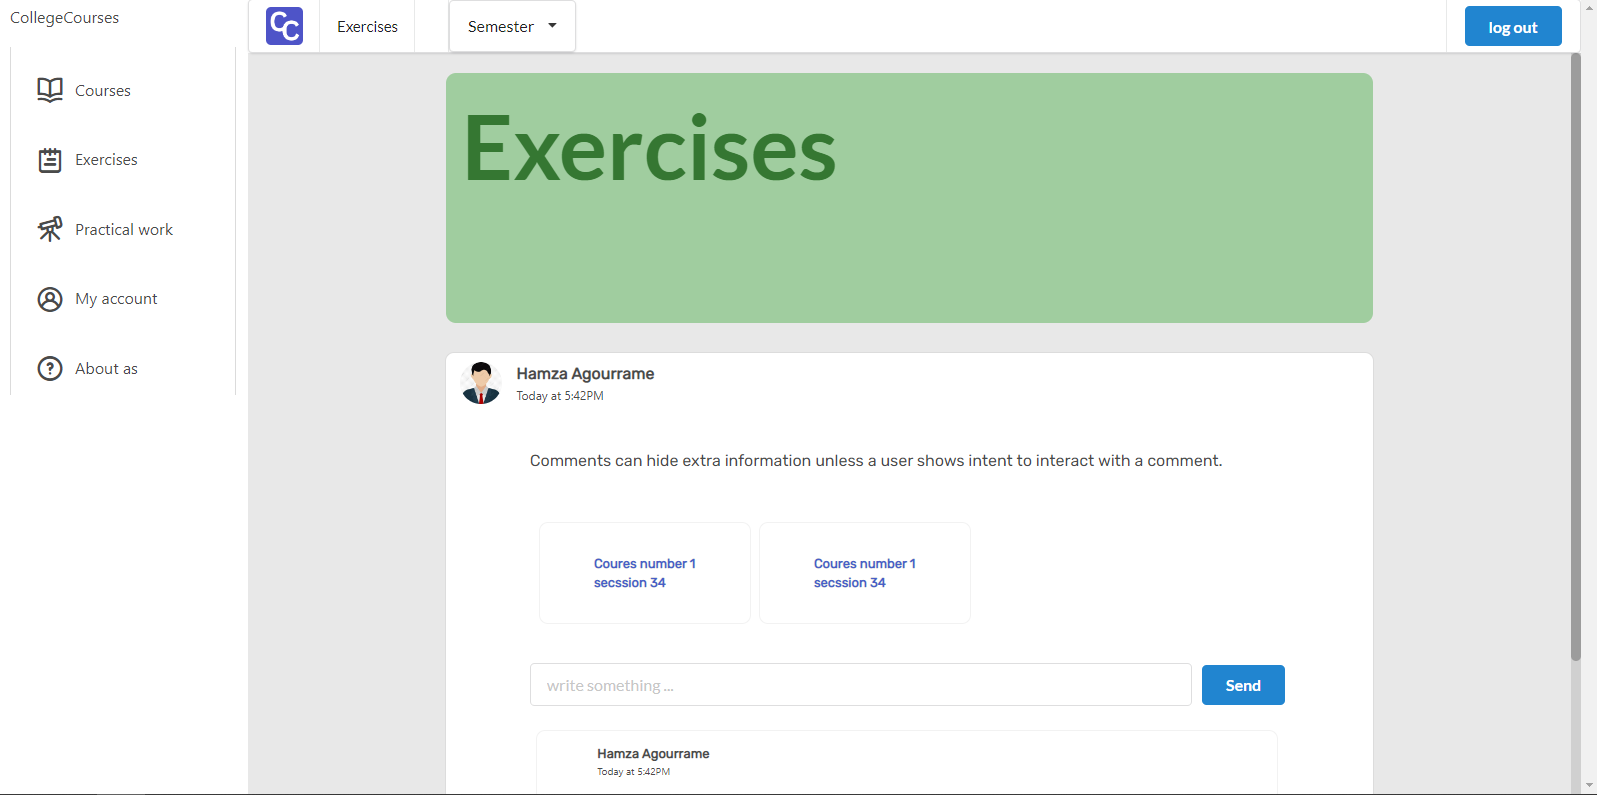 CollegeCourses
Courses
Exercises
Practical work
My account
About as
CC
Exercises
Semester
log out
Exercises
Hamza Agourrame
Today at 5:42PM
Comments can hide extra information unless a user shows intent to interact with a comment.
Coures number 1
secssion 34
Coures number 1
secssion 34
write something ...
Send
Hamza Agourrame
Today at 5:42PM